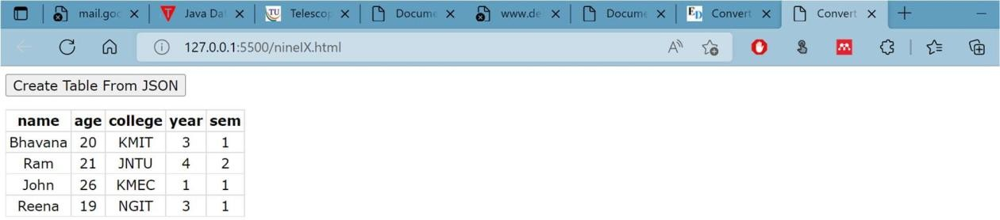 mail.goo Java Dat Telescop Docume www.de Docume Convert Convert
127.0.0.1:5500/nineIX.html
Create Table From JSON
name age college year sem
Bhavana 20 KMIT 3 1
Ram 21 JNTU 4 2
John 26 KMEC 1 1
Reena 19 NGIT 3 1